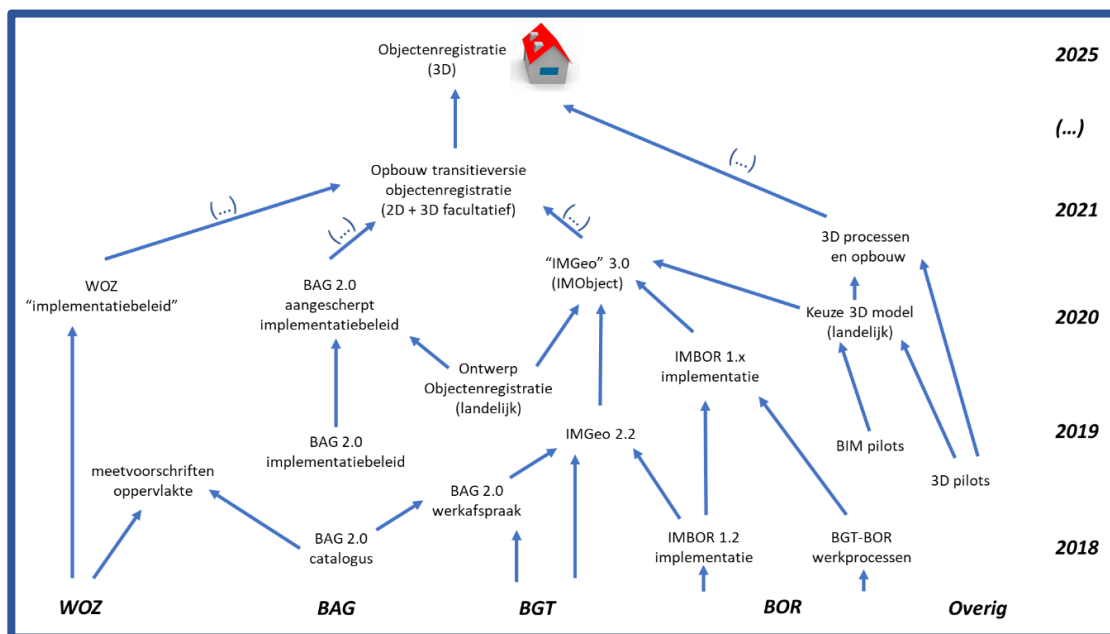 Objectenregistratie
(3D)
2025
(...)
(...)
Opbouw transitieversie
objectenregistratie
(2D + 3D facultatief)
2021
(...)
(...)
(...)
3D processen
en opbouw
"IMGeo" 3.0
(IMObject)
WOZ
"implementatiebeleid"
BAG 2.0
aangescherpt
implementatiebeleid
Keuze 3D model
(landelijk)
2020
IMBOR 1.x
implementatie
Ontwerp
Objectenregistratie
(landelijk)
2019
IMGeo 2.2
BIM pilots
BAG 2.0
implementatiebeleid
meetvoorschriften
oppervlakte
3D pilots
BAG 2.0
werkafspraak
BAG 2.0
catalogus
IMBOR 1.2
implementatie
BGT-BOR
werkprocessen
2018
WOZ
BAG
BGT
BOR
Overig